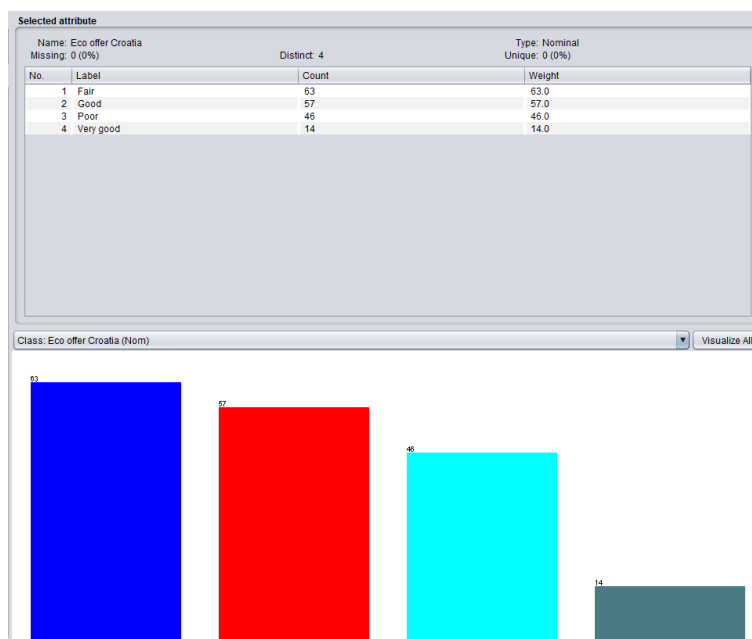 Selected attribute
Name: Eco offer Croatia Type: Nominal
Missing: 0 (0%) Distinct: 4 Unique: 0 (0%)
No. Label Count Weight
1 Fair 63 63.0
2 Good 57 57.0
3 Poor 46 46.0
4 Very good 14 14.0
Class: Eco offer Croatia (Nom) Visualize All
63
57
46
14